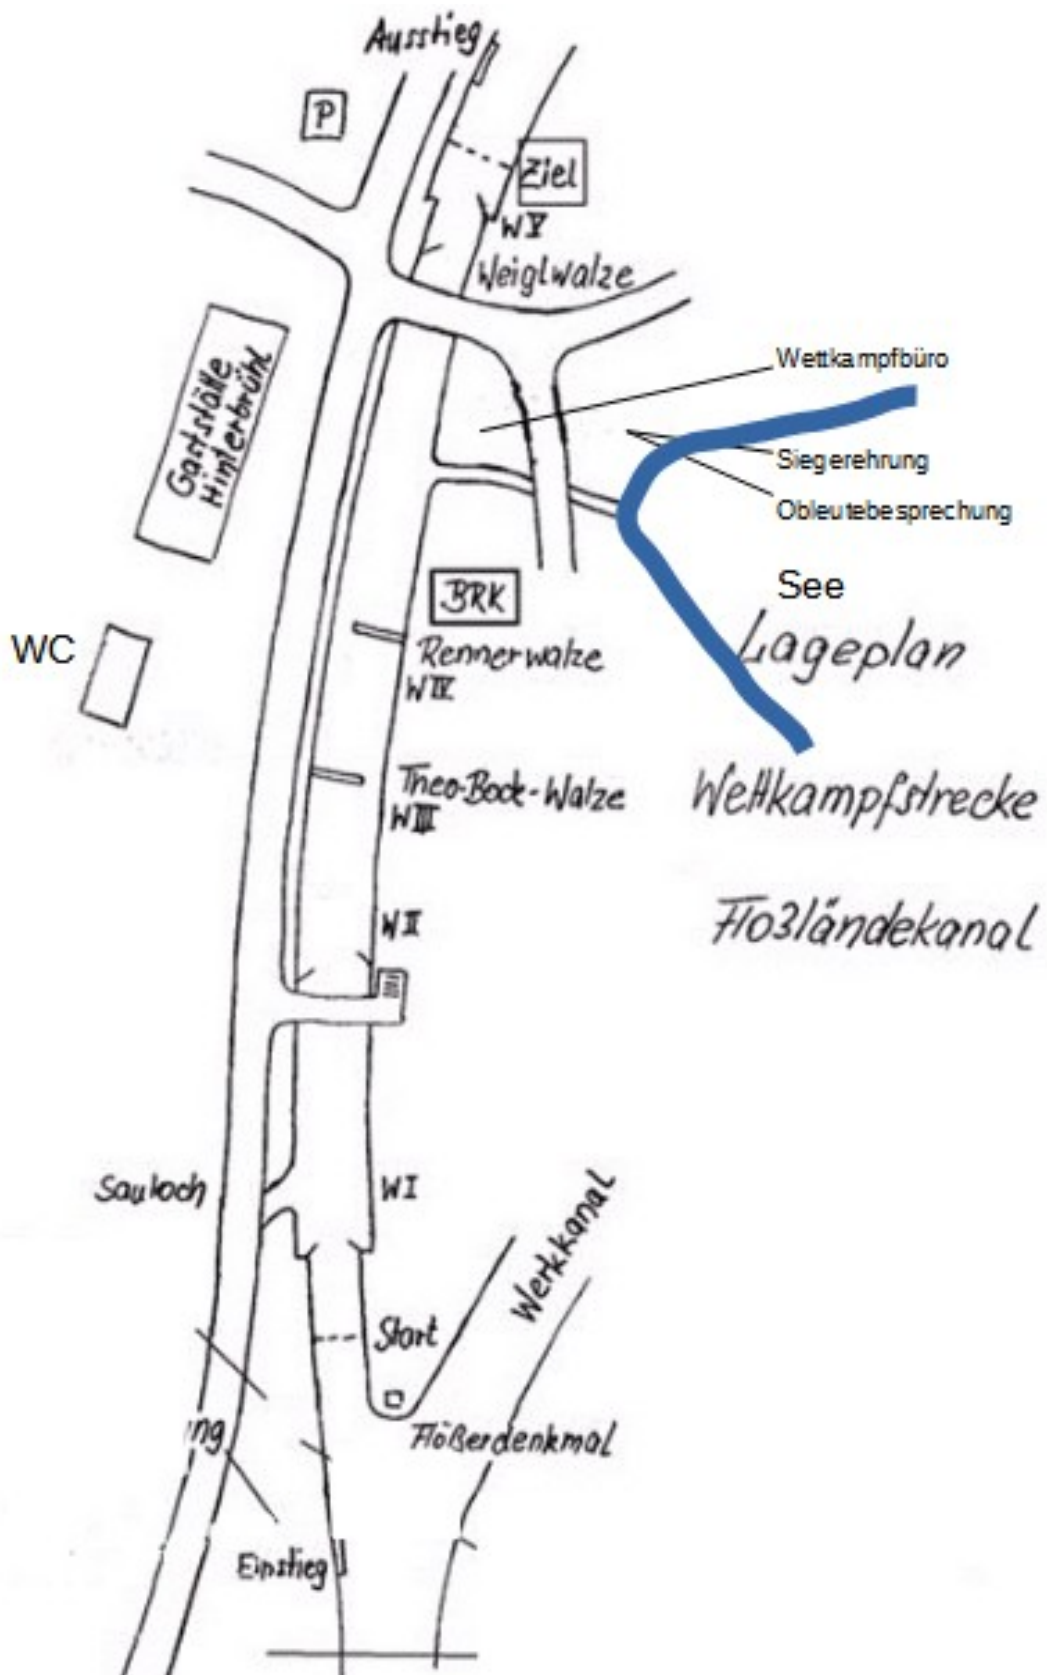 Ausstieg
P
Ziel
W V
Weiglwalze
Gaststätte
Hinterbrühl
Wettkampfbüro
Siegerehrung
Obleutebesprechung
See
BRK
WC
Rennerwalze
W IV
Lageplan
Theo-Bock-Walze
W III
Wettkampfstrecke
W II
Floßländekanal
Sauloch
W I
Werkkanal
Start
ng
Flößerdenkmal
Einstieg